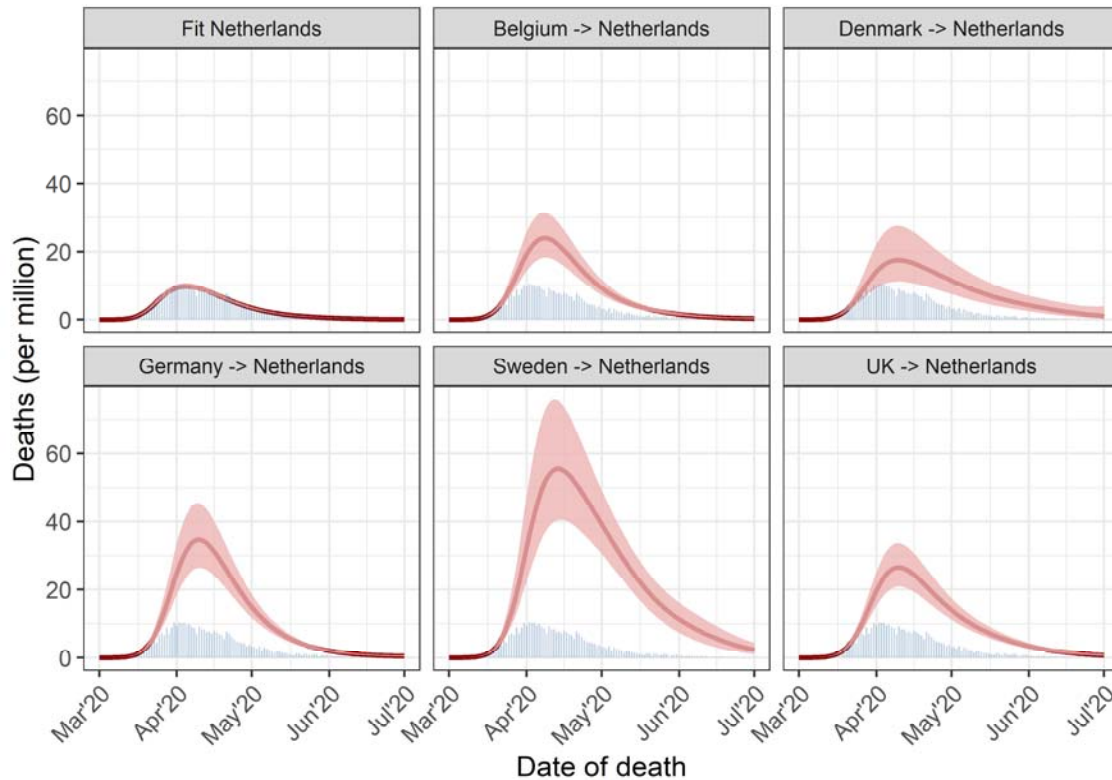 Fit Netherlands
Belgium -> Netherlands
Denmark -> Netherlands
60
40
20
0
Germany -> Netherlands
Sweden -> Netherlands
UK -> Netherlands
60
40
20
0
Deaths (per million)
Mar'20
Apr'20
May'20
Jun'20
Jul'20
Mar'20
Apr'20
May'20
Jun'20
Jul'20
Mar'20
Apr'20
May'20
Jun'20
Jul'20
Date of death